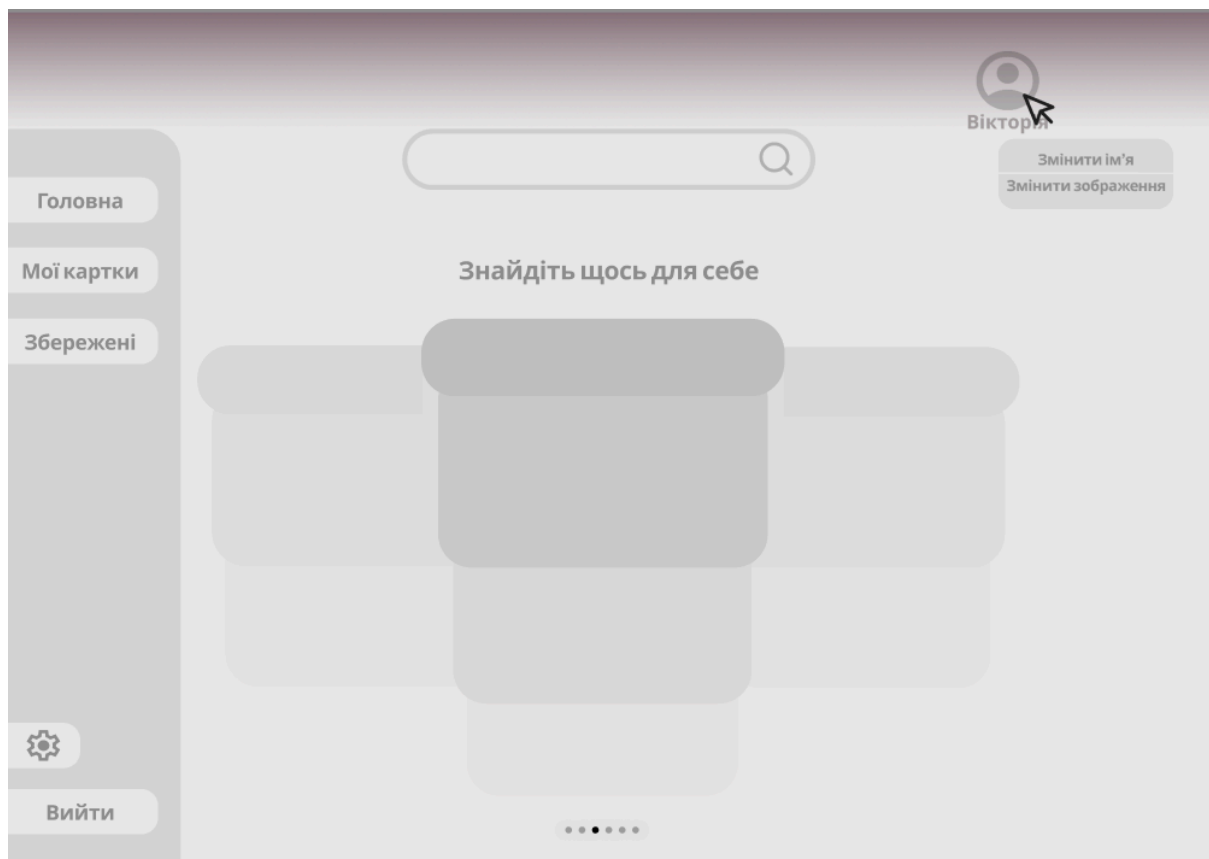 Вікторія
Змінити ім'я
Змінити зображення
Головна
Мої картки
Збережені
Знайдіть щось для себе
Вийти